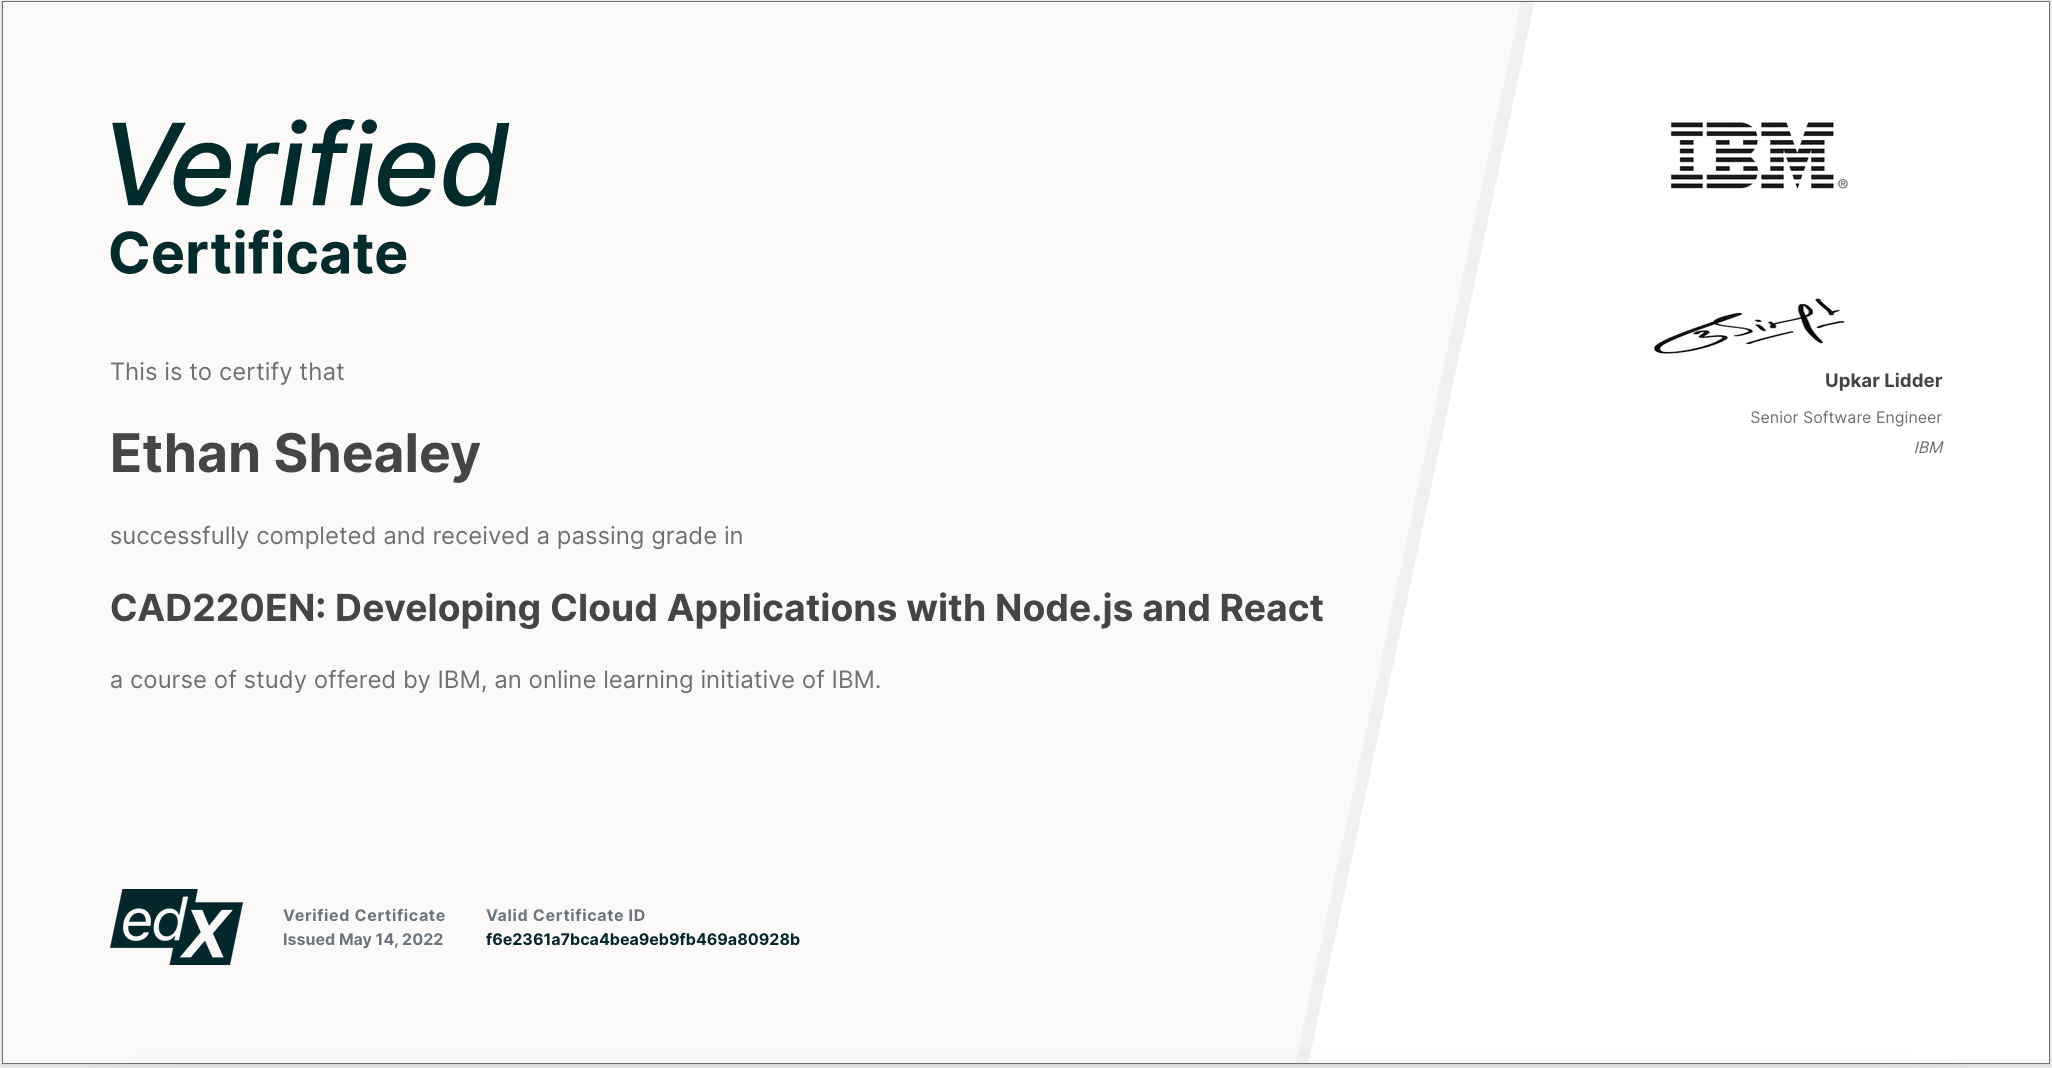 Verified
Certificate
This is to certify that
Ethan Shealey
successfully completed and received a passing grade in
CAD220EN: Developing Cloud Applications with Node.js and React
a course of study offered by IBM, an online learning initiative of IBM.
edX
Verified Certificate
Issued May 14, 2022
Valid Certificate ID
f6e2361a7bca4bea9eb9fb469a80928b
IBM®
Upkar Lidder
Senior Software Engineer
IBM